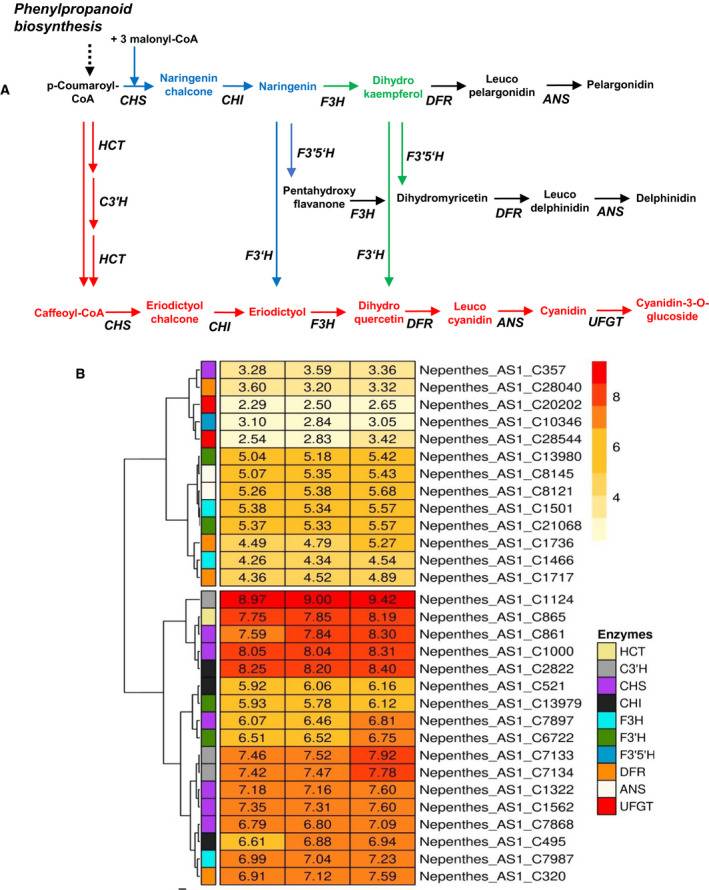 Phenylpropanoid
biosynthesis
+ 3 malonyl-CoA
A
p-Coumaroyl-
CoA
CHS
Naringenin
chalcone
CHI
Naringenin
F3H
Dihydro
kaempferol
DFR
Leuco
pelargonidin
ANS
Pelargonidin
HCT
C3'H
HCT
F3'5'H
F3'5'H
Pentahydroxy
flavanone
F3H
Dihydromyricetin
DFR
Leuco
delphinidin
ANS
Delphinidin
F3'H
F3'H
Caffeoyl-CoA
CHS
Eriodictyol
chalcone
CHI
Eriodictyol
F3H
Dihydro
quercetin
DFR
Leuco
cyanidin
ANS
Cyanidin
UFGT
Cyanidin-3-O-
glucoside
B
3.28 3.59 3.36 Nepenthes_AS1_C357
3.60 3.20 3.32 Nepenthes_AS1_C28040
2.29 2.50 2.65 Nepenthes_AS1_C20202
3.10 2.84 3.05 Nepenthes_AS1_C10346
2.54 2.83 3.42 Nepenthes_AS1_C28544
5.04 5.18 5.42 Nepenthes_AS1_C13980
5.07 5.35 5.43 Nepenthes_AS1_C8145
5.26 5.38 5.68 Nepenthes_AS1_C8121
5.38 5.34 5.57 Nepenthes_AS1_C1501
5.37 5.33 5.57 Nepenthes_AS1_C21068
4.49 4.79 5.27 Nepenthes_AS1_C1736
4.26 4.34 4.54 Nepenthes_AS1_C1466
4.36 4.52 4.89 Nepenthes_AS1_C1717
8.97 9.00 9.42 Nepenthes_AS1_C1124
7.75 7.85 8.19 Nepenthes_AS1_C865
7.59 7.84 8.30 Nepenthes_AS1_C861
8.05 8.04 8.31 Nepenthes_AS1_C1000
8.25 8.20 8.40 Nepenthes_AS1_C2822
5.92 6.06 6.16 Nepenthes_AS1_C521
5.93 5.78 6.12 Nepenthes_AS1_C13979
6.07 6.46 6.81 Nepenthes_AS1_C7897
6.51 6.52 6.75 Nepenthes_AS1_C6722
7.46 7.52 7.92 Nepenthes_AS1_C7133
7.42 7.47 7.78 Nepenthes_AS1_C7134
7.18 7.16 7.60 Nepenthes_AS1_C1322
7.35 7.31 7.60 Nepenthes_AS1_C1562
6.79 6.80 7.09 Nepenthes_AS1_C7868
6.61 6.88 6.94 Nepenthes_AS1_C495
6.99 7.04 7.23 Nepenthes_AS1_C7987
6.91 7.12 7.59 Nepenthes_AS1_C320
8
6
4
Enzymes
HCT
C3'H
CHS
CHI
F3H
F3'H
F3'5'H
DFR
ANS
UFGT